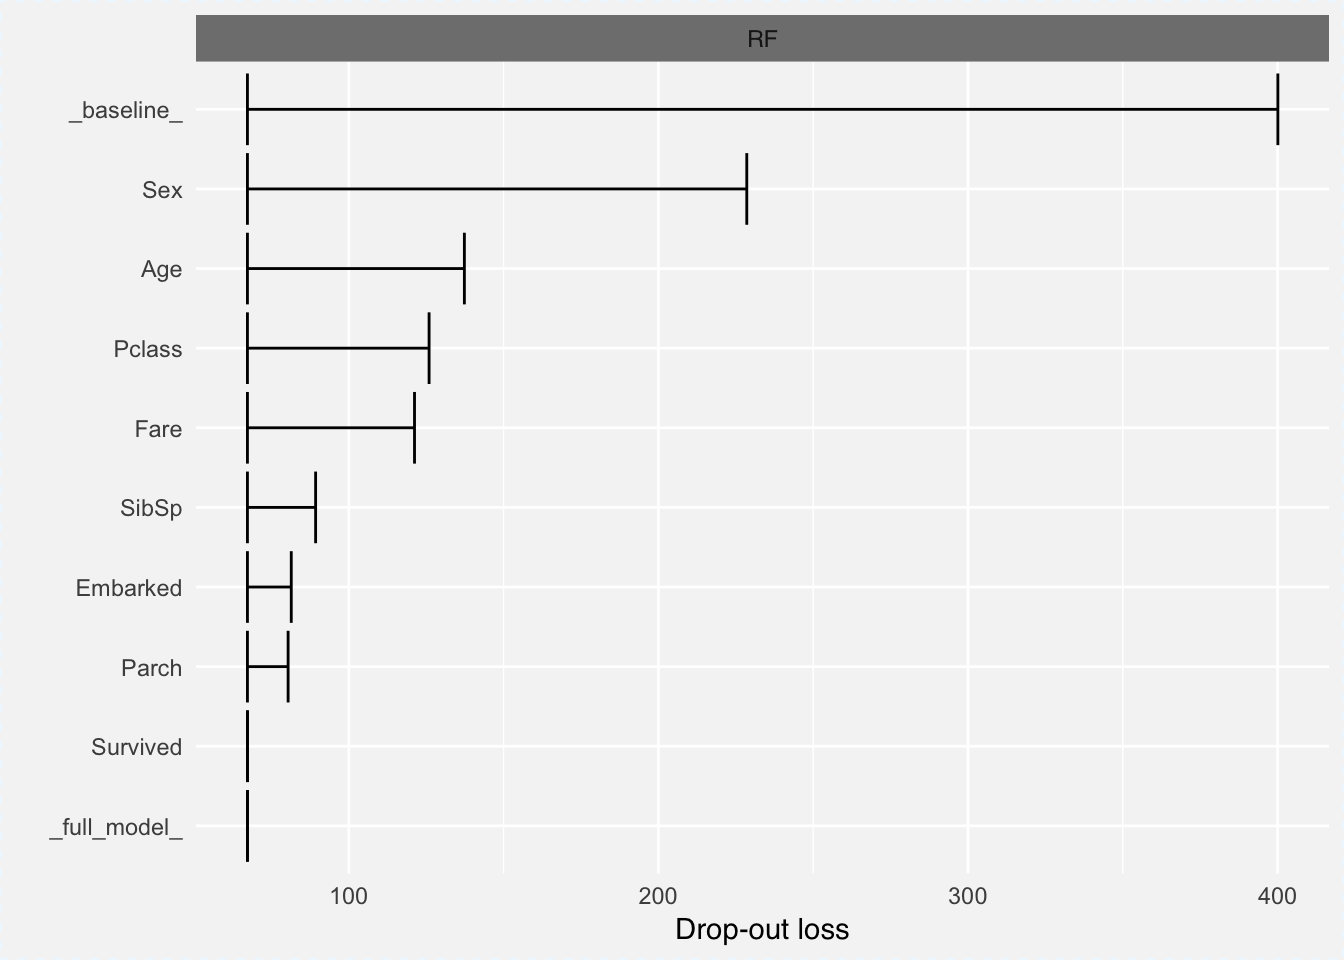 RF
_baseline_
Sex
Age
Pclass
Fare
SibSp
Embarked
Parch
Survived
_full_model_
100 200 300 400
Drop-out loss